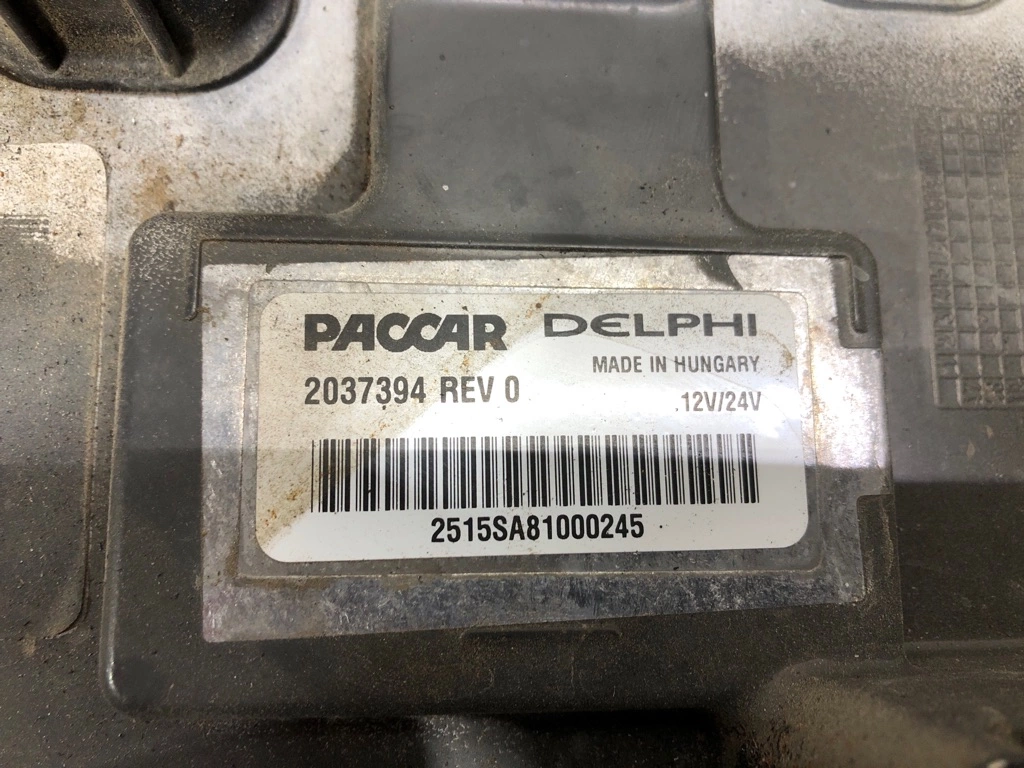 PACCAR DELPHI
MADE IN HUNGARY
2037394 REV 0
12V/24V
2515SA81000245